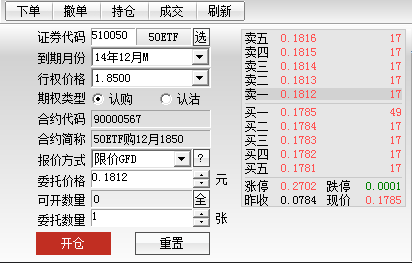 下单 撤单 持仓 成交 刷新
证券代码 510050 50ETF 选
到期月份 14年12月M
行权价格 1.8500
期权类型 认购 认沽
合约代码 90000567
合约简称 50ETF购12月1850
报价方式 限价GFD ?
委托价格 0.1812 元
可开数量 0 全
委托数量 1 张
开仓 重置
卖五 0.1816 17
卖四 0.1815 17
卖三 0.1814 17
卖二 0.1813 17
卖一 0.1812 17
买一 0.1785 49
买二 0.1784 17
买三 0.1783 17
买四 0.1782 17
买五 0.1781 17
涨停 0.2702 跌停 0.0001
昨收 0.0784 现价 0.1785